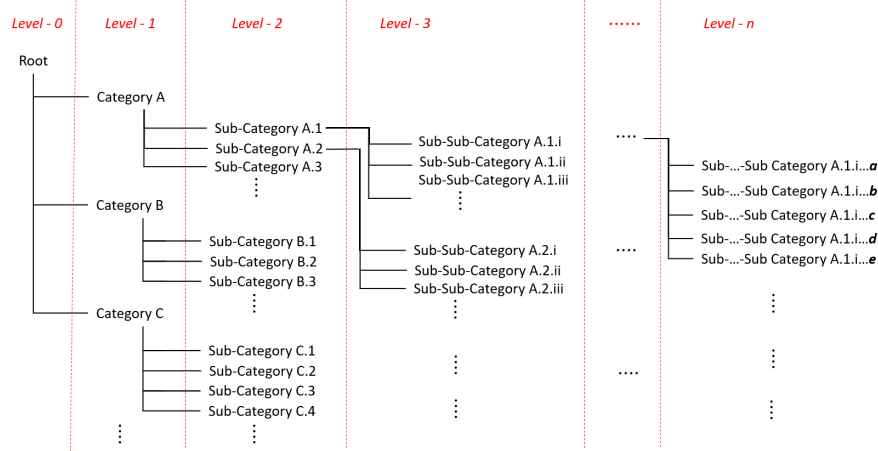 Level - 0 Level - 1 Level - 2 Level - 3 ...... Level - n
Root
Category A
Sub-Category A.1
Sub-Category A.2
Sub-Category A.3
Sub-Sub-Category A.1.i
Sub-Sub-Category A.1.ii
Sub-Sub-Category A.1.iii
....
Sub-...-Sub Category A.1.i...a
Sub-...-Sub Category A.1.i...b
Sub-...-Sub Category A.1.i...c
Sub-...-Sub Category A.1.i...d
Sub-...-Sub Category A.1.i...e
Category B
Sub-Category B.1
Sub-Category B.2
Sub-Category B.3
Sub-Sub-Category A.2.i
Sub-Sub-Category A.2.ii
Sub-Sub-Category A.2.iii
....
Category C
Sub-Category C.1
Sub-Category C.2
Sub-Category C.3
Sub-Category C.4
....